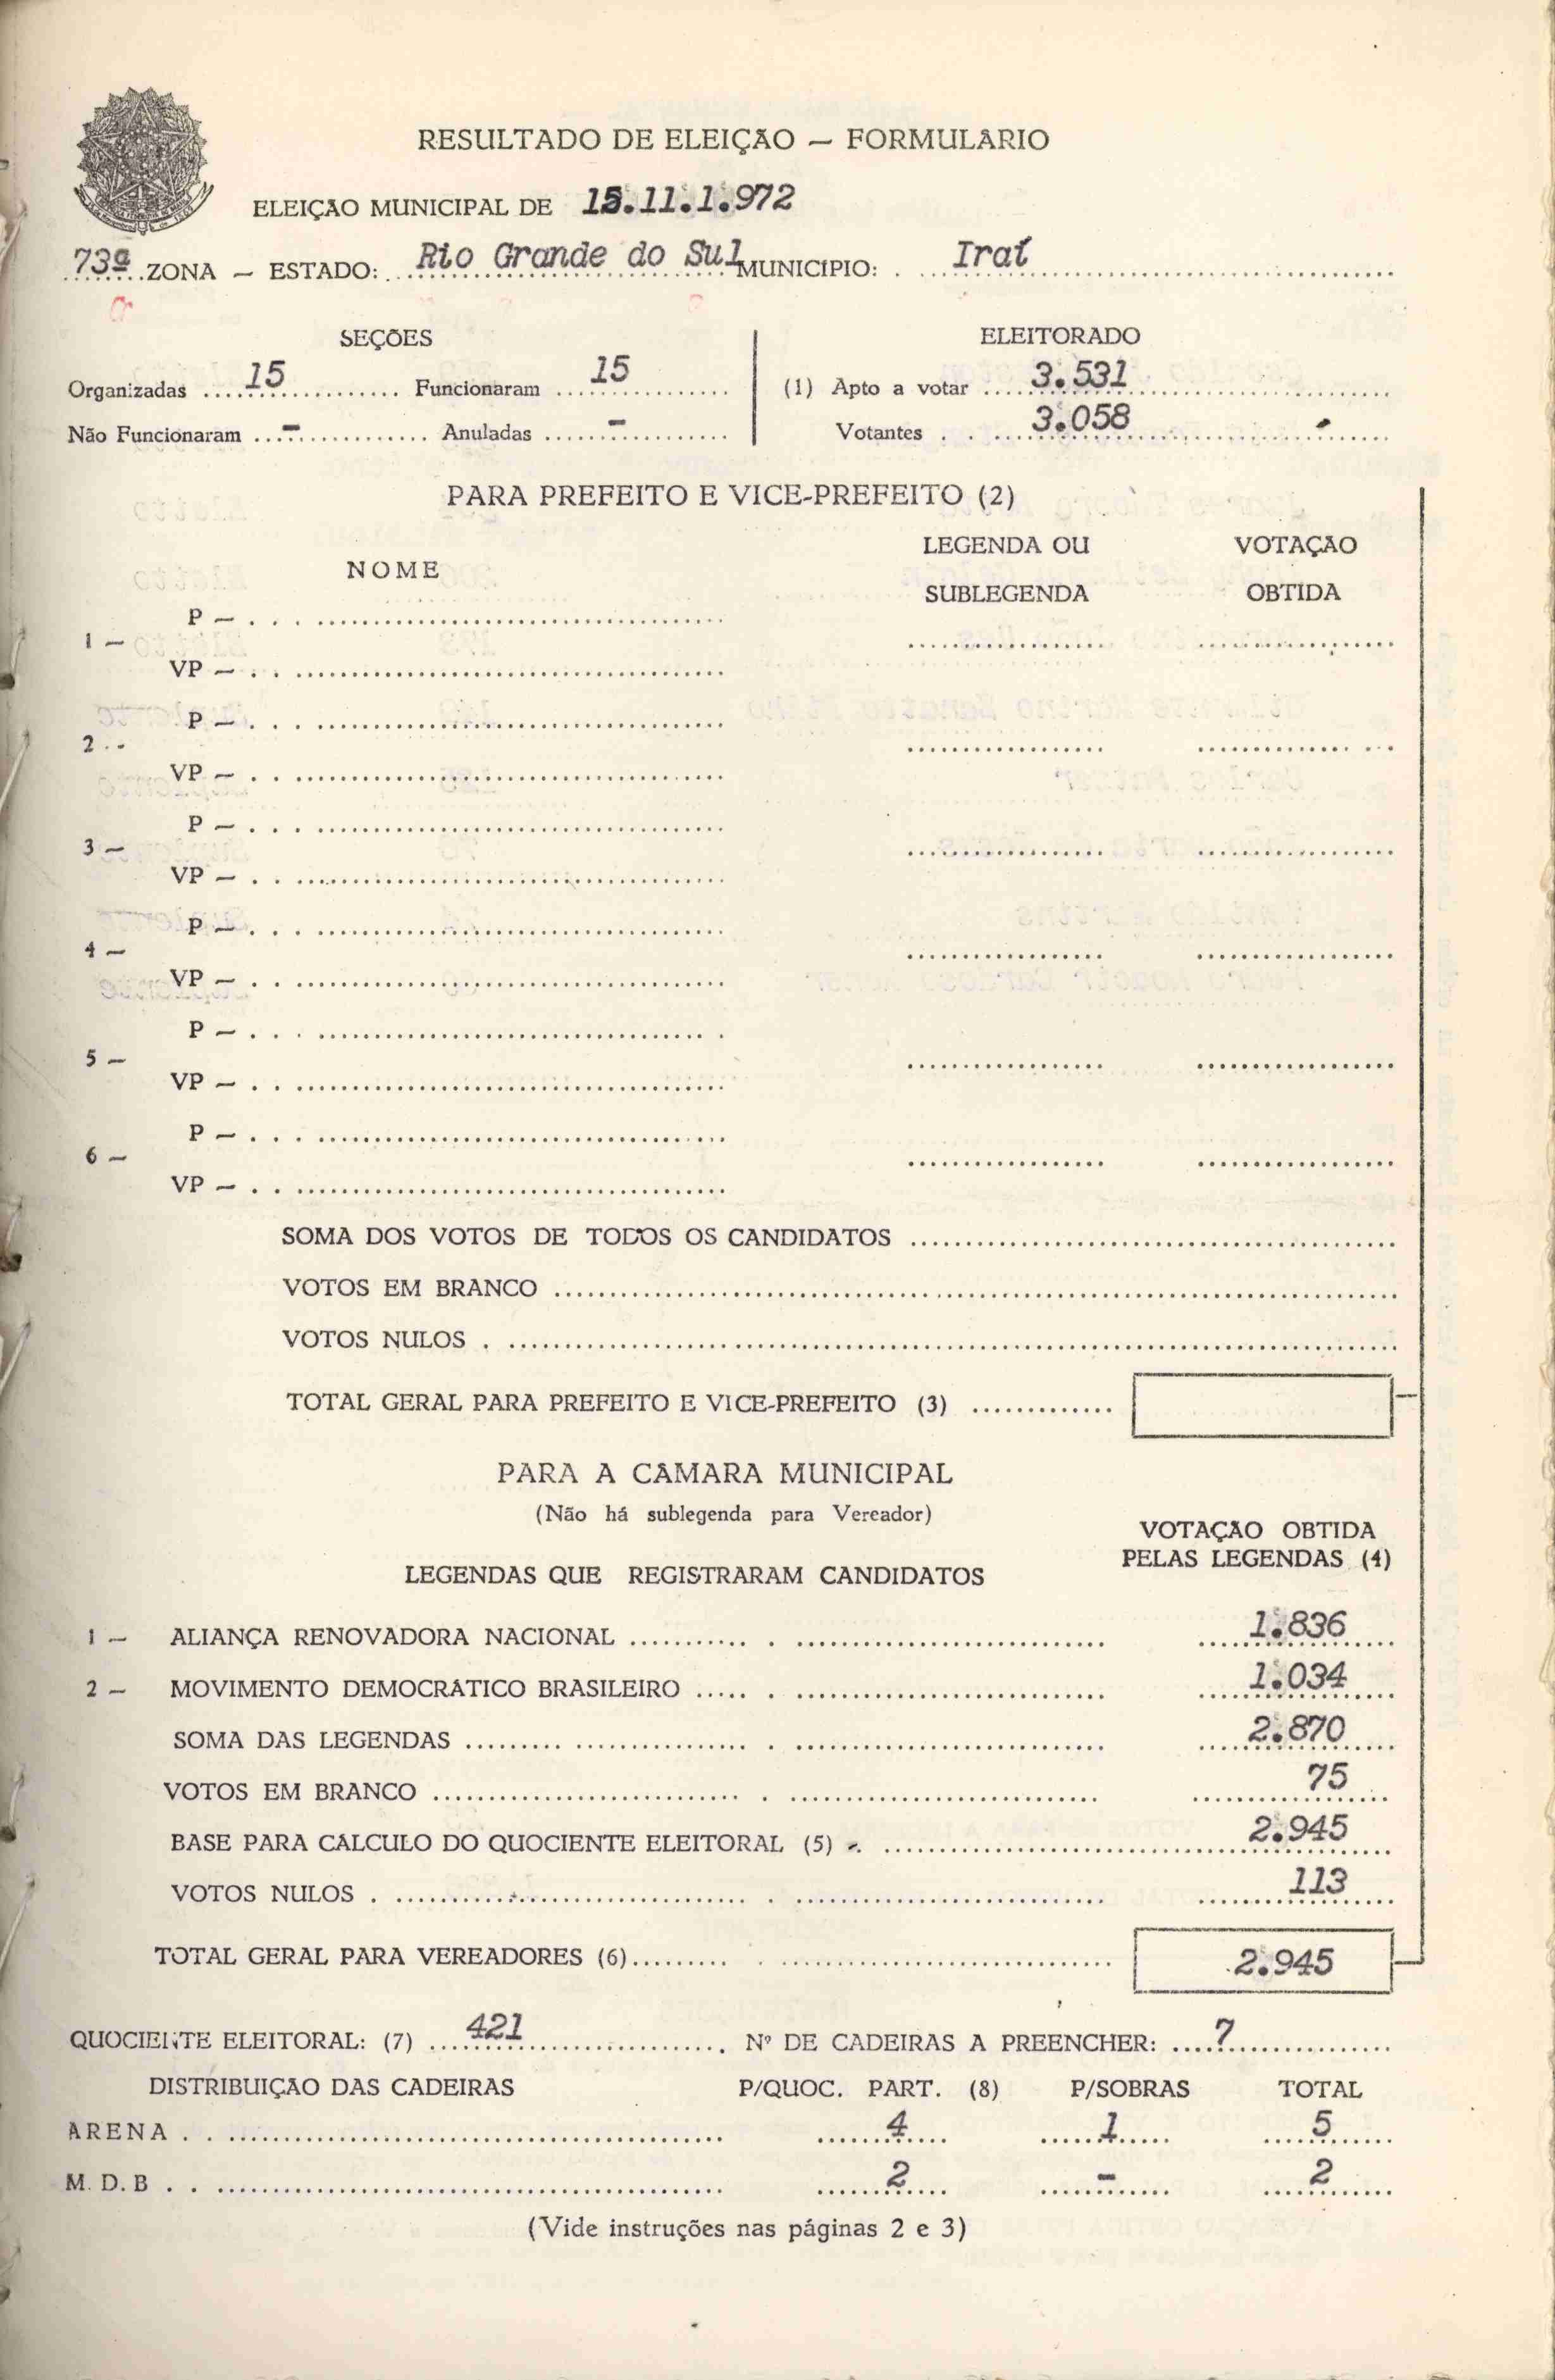 RESULTADO DE ELEIÇÃO — FORMULÁRIO
ELEIÇÃO MUNICIPAL DE 15.11.1.972
73ª ZONA — ESTADO: Rio Grande do Sul MUNICIPIO: Iraí
SEÇÕES
ELEITORADO
Organizadas 15 Funcionaram 15 (1) Apto a votar 3.531
Não Funcionaram - Anuladas - Votantes 3.058
PARA PREFEITO E VICE-PREFEITO (2)
NOME
LEGENDA OU SUBLEGENDA
VOTAÇÃO OBTIDA
1 — P —
VP —
2 — P —
VP —
3 — P —
VP —
4 — P —
VP —
5 — P —
VP —
6 — P —
VP —
SOMA DOS VOTOS DE TODOS OS CANDIDATOS
VOTOS EM BRANCO
VOTOS NULOS
TOTAL GERAL PARA PREFEITO E VICE-PREFEITO (3)
PARA A CÂMARA MUNICIPAL
(Não há sublegenda para Vereador)
LEGENDAS QUE REGISTRARAM CANDIDATOS
VOTAÇÃO OBTIDA
PELAS LEGENDAS (4)
1 — ALIANÇA RENOVADORA NACIONAL 1.836
2 — MOVIMENTO DEMOCRÁTICO BRASILEIRO 1.034
SOMA DAS LEGENDAS 2.870
VOTOS EM BRANCO 75
BASE PARA CÁLCULO DO QUOCIENTE ELEITORAL (5) 2.945
VOTOS NULOS 113
TOTAL GERAL PARA VEREADORES (6) 2.945
QUOCIENTE ELEITORAL: (7) 421 Nº DE CADEIRAS A PREENCHER: 7
DISTRIBUIÇÃO DAS CADEIRAS P/QUOC. PART. (8) P/SOBRAS TOTAL
ARENA 4 1 5
M.D.B 2 - 2
(Vide instruções nas páginas 2 e 3)